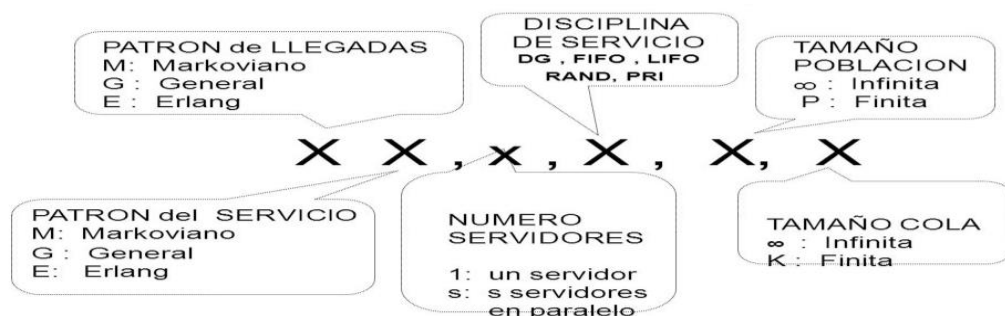 PATRON de LLEGADAS
M: Markoviano
G : General
E : Erlang
DISCIPLINA
DE SERVICIO
DG , FIFO , LIFO
RAND, PRI
TAMAÑO
POBLACION
∞ : Infinita
P : Finita
X X , x , X , X, X
PATRON del SERVICIO
M: Markoviano
G : General
E: Erlang
NUMERO
SERVIDORES
1: un servidor
s: s servidores
en paralelo
TAMAÑO COLA
∞ : Infinita
K : Finita